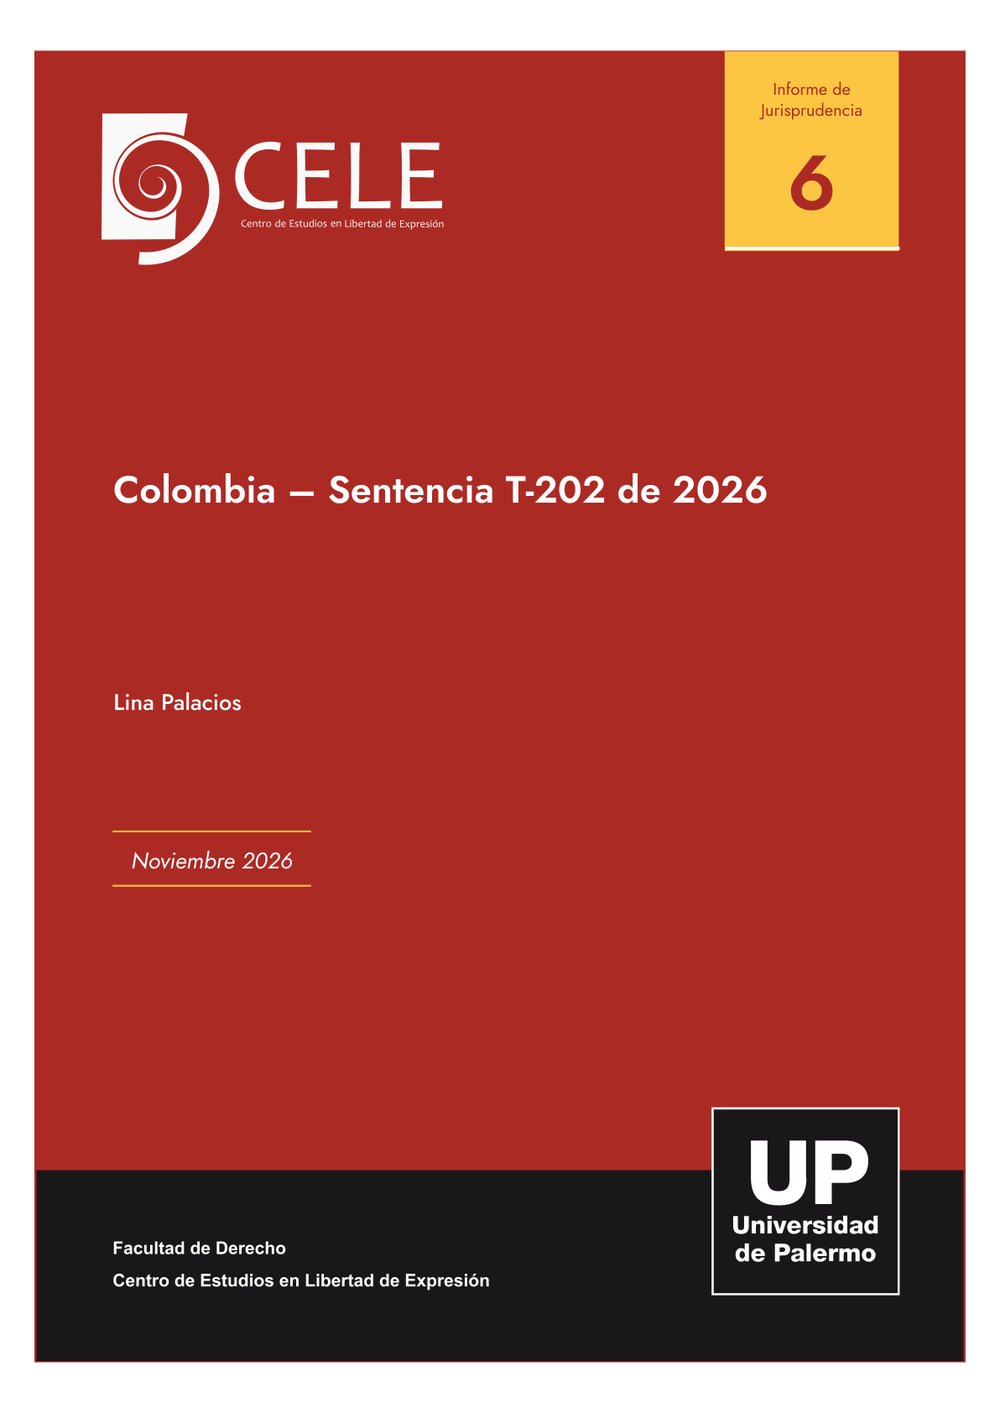 CELE
Centro de Estudios en Libertad de Expresión
Informe de
Jurisprudencia
6
Colombia – Sentencia T-202 de 2026
Lina Palacios
Noviembre 2026
Facultad de Derecho
Centro de Estudios en Libertad de Expresión
UP
Universidad
de Palermo